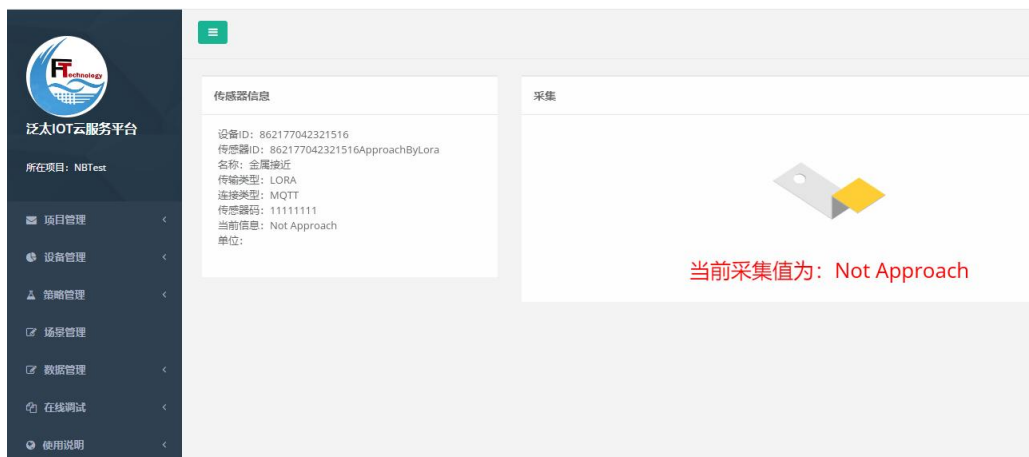 FTechnology
泛太IOT云服务平台
所在项目：NBTest
项目管理
设备管理
策略管理
场景管理
数据管理
在线调试
使用说明
传感器信息
设备ID：862177042321516
传感器ID：862177042321516ApproachByLora
名称：金属接近
传输类型：LORA
连接类型：MQTT
传感器码：11111111
当前信息：Not Approach
单位：
采集
当前采集值为：Not Approach